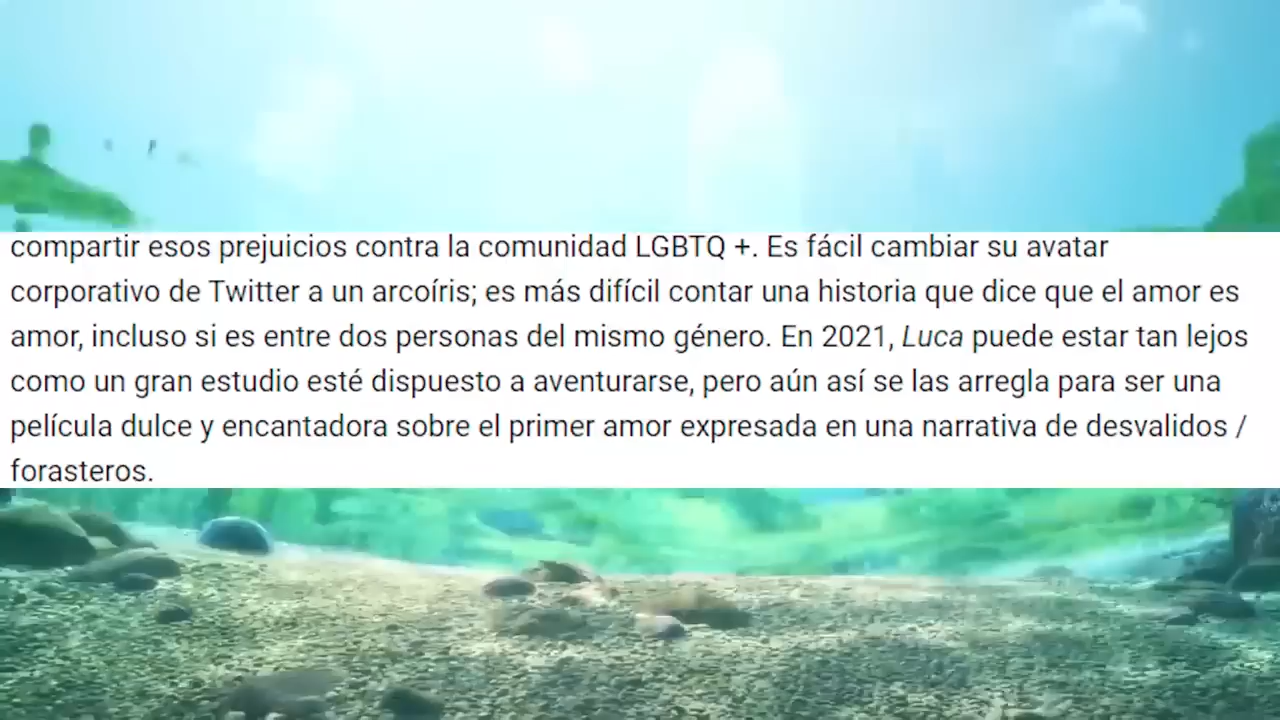 compartir esos prejuicios contra la comunidad LGBTQ +. Es fácil cambiar su avatar
corporativo de Twitter a un arcoíris; es más difícil contar una historia que dice que el amor es
amor, incluso si es entre dos personas del mismo género. En 2021, Luca puede estar tan lejos
como un gran estudio esté dispuesto a aventurarse, pero aún así se las arregla para ser una
película dulce y encantadora sobre el primer amor expresada en una narrativa de desvalidos /
forasteros.